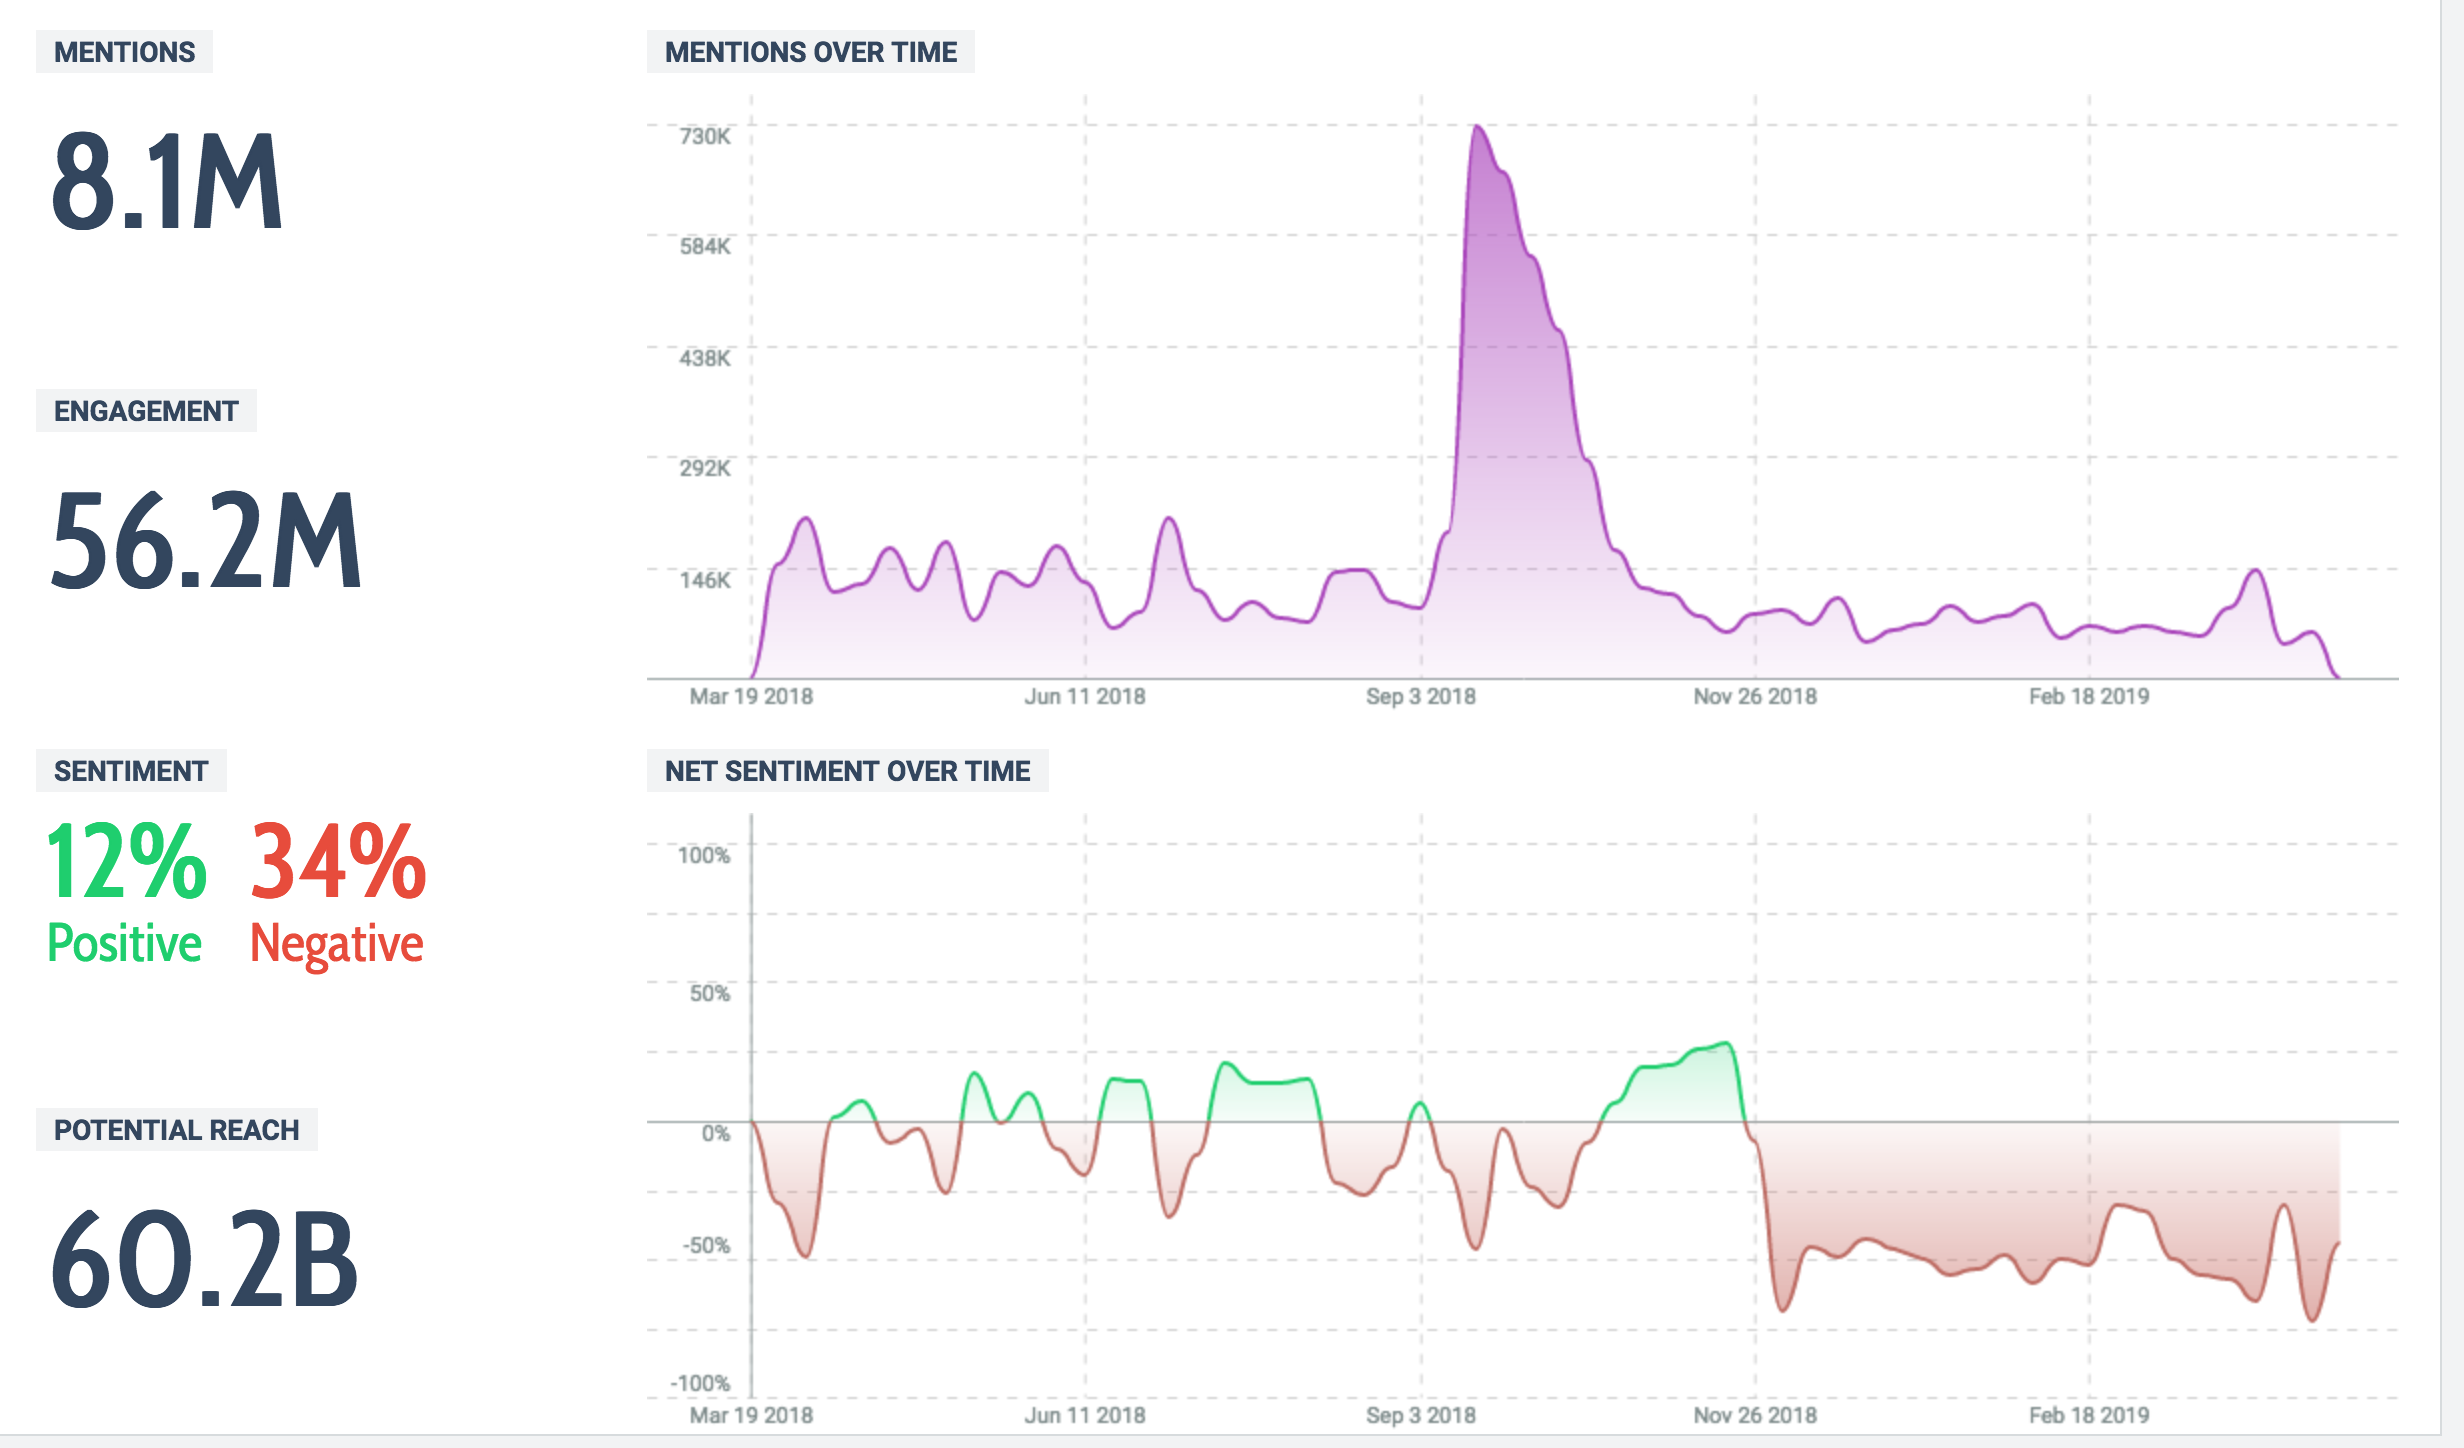 MENTIONS
8.1M
ENGAGEMENT
56.2M
SENTIMENT
12% 34%
Positive Negative
POTENTIAL REACH
60.2B
MENTIONS OVER TIME
730K
584K
438K
292K
146K
Mar 19 2018 Jun 11 2018 Sep 3 2018 Nov 26 2018 Feb 18 2019
NET SENTIMENT OVER TIME
100%
50%
0%
-50%
-100%
Mar 19 2018 Jun 11 2018 Sep 3 2018 Nov 26 2018 Feb 18 2019